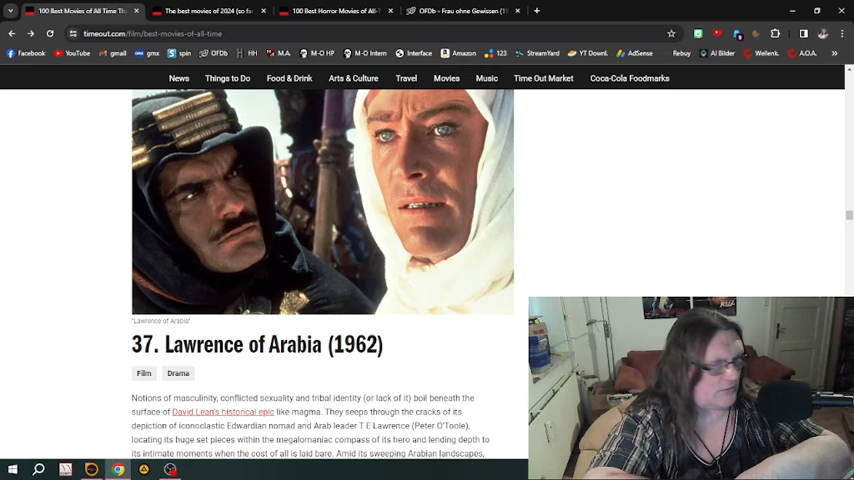 100 Best Movies of All Time Th
The best movies of 2024 (so fa
100 Best Horror Movies of All-T
OFDb - Frau ohne Gewissen (19
timeout.com/film/best-movies-of-all-time
Facebook YouTube gmail gmx spin OFDb HH M.A. M-O HP M-O Intern Interface Amazon 123 StreamYard YT Downl. AdSense Rebuy AI Bilder Wellenk. A.O.A.
News Things to Do Food & Drink Arts & Culture Travel Movies Music Time Out Market Coca-Cola Foodmarks
"Lawrence of Arabia"
37. Lawrence of Arabia (1962)
Film Drama
Notions of masculinity, conflicted sexuality and tribal identity (or lack of it) boil beneath the
surface of David Lean's historical epic like magma. They seep through the cracks of its
depiction of iconoclastic Edwardian nomad and Arab leader T E Lawrence (Peter O'Toole),
locating its huge set pieces within the megalomaniac compass of its hero and lending depth to
its intimate moments when the cost of all is laid bare. Amid its sweeping Arabian landscapes,